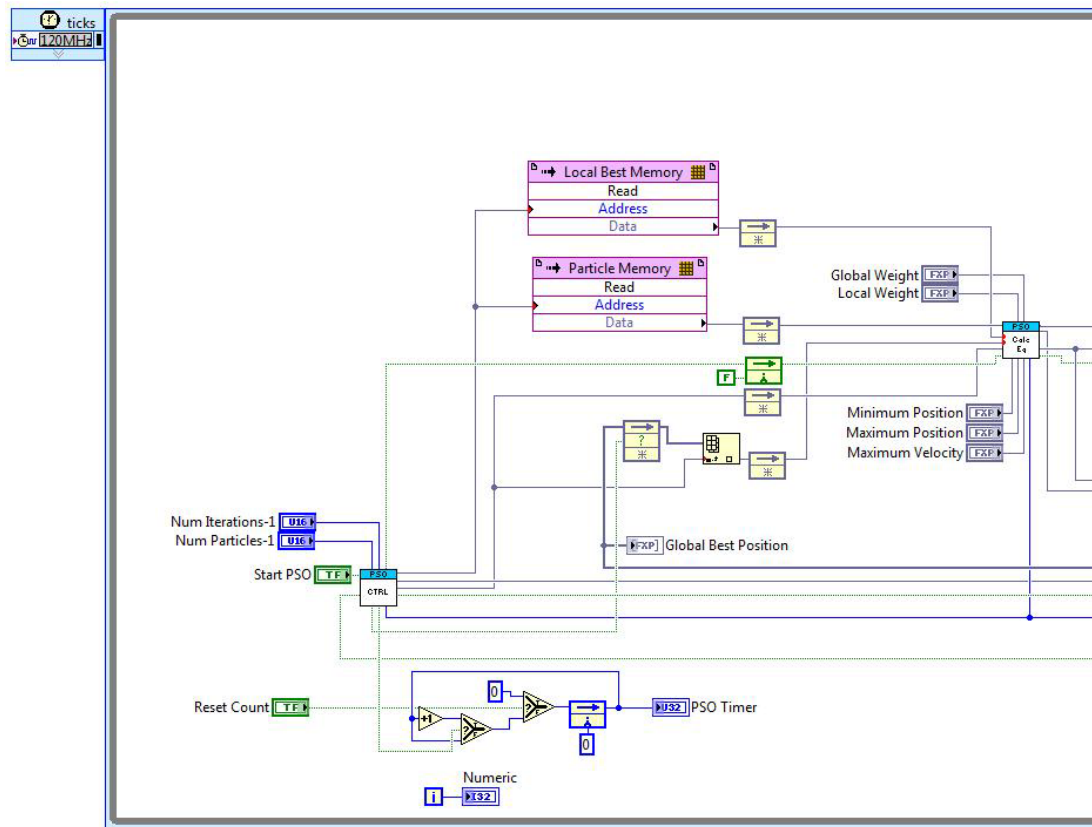 ticks
120MHz
Local Best Memory
Read
Address
Data
Particle Memory
Read
Address
Data
Global Weight FXP
Local Weight FXP
PSO
Calc
Eq
F
Minimum Position FXP
Maximum Position FXP
Maximum Velocity FXP
?
Num Iterations-1 U16
Num Particles-1 U16
FXP Global Best Position
Start PSO TF
PSO
CTRL
Reset Count TF
0
+1
?
?
U32 PSO Timer
0
Numeric
i I32